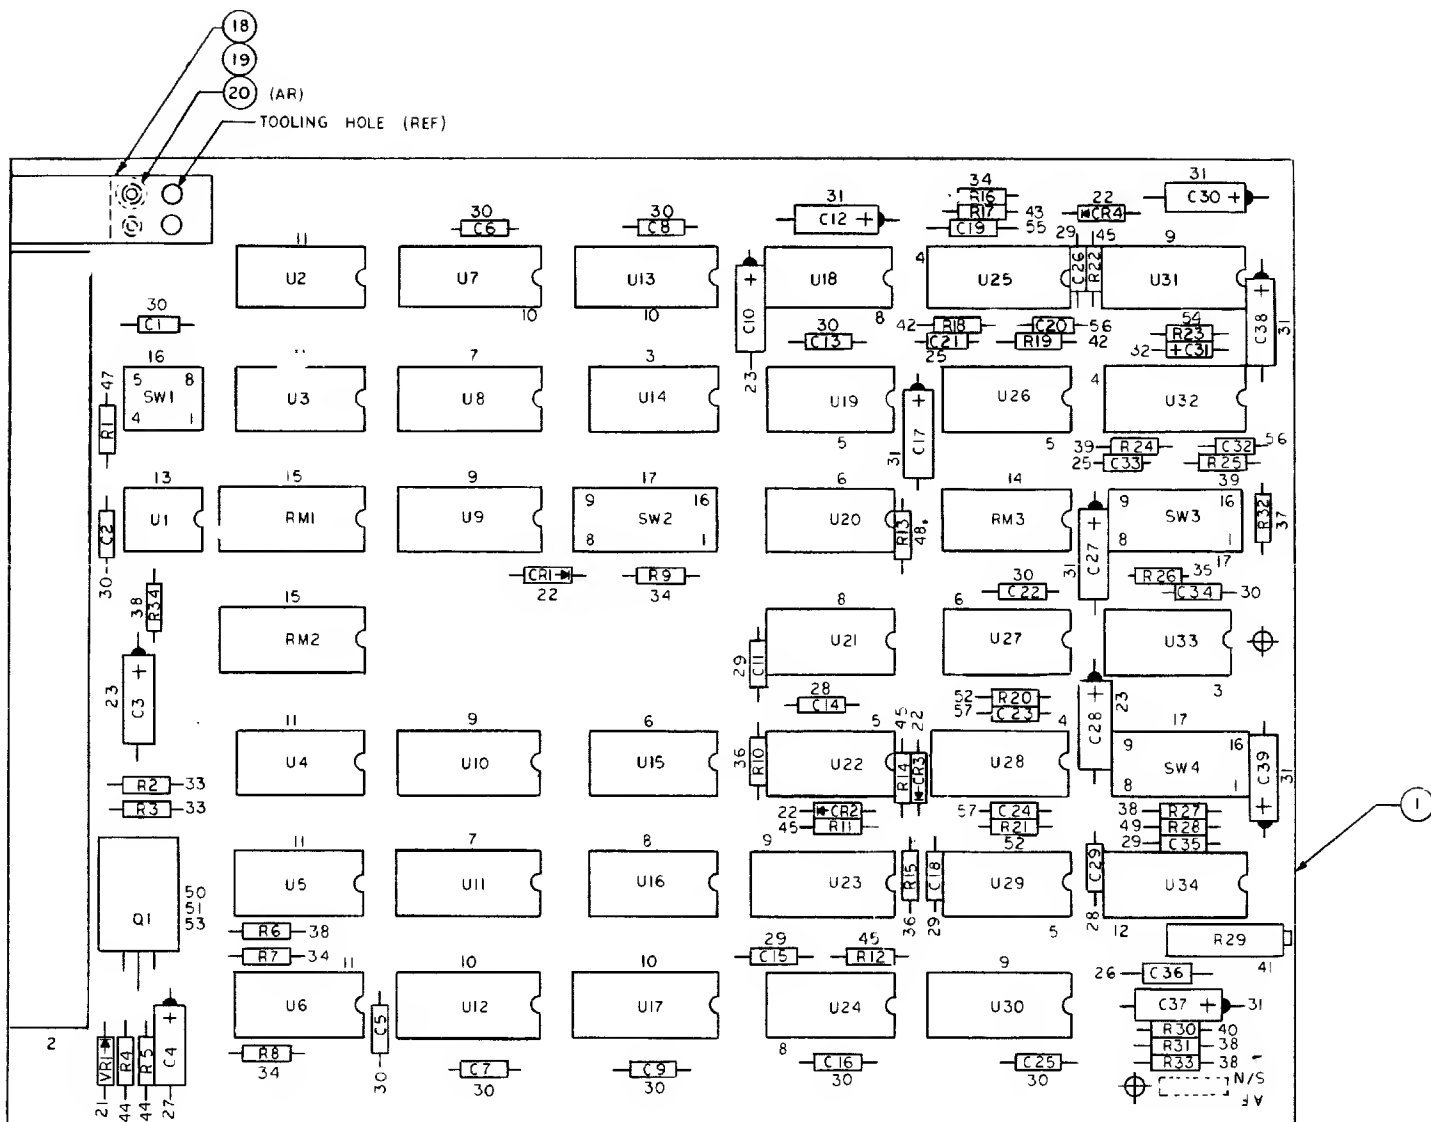 18
19
20 (AR)
TOOLING HOLE (REF)
31
34
31
30
30
R16
22
C30 +
C6
C8
C12 +
R17 43
CR4
C19 55
11
29
45
9
U2
U7
U13
+
C10
U18
4
U25
C26
R22
U31
+
C38
31
10
10
8
30
C1
30
C13
42 R18
C20 56
54
R23
C21
R19 42
32 +C31
25
16
11
7
3
23
47
5 8
SW1
4 1
U3
U8
U14
U19
+
C17
U26
4
U32
R1
5
31
5
39 R24
C32 56
25 C33
R25
13
15
9
17
6
14
39
C2
U1
RM1
U9
9 16
SW2
8 1
U20
R13
48
RM3
+
C27
31
9 16
SW3
8 1
R32
37
17
30
CR1
22
R9
34
30
C22
R26 35
C34 30
38
R34
15
8
6
RM2
U21
U27
U33
29
C11
3
23
+
C3
28
C14
52 R20
57 C23
23
11
9
6
5
45
22
4
+
C28
17
U4
U10
U15
36
R10
U22
R14
CR3
U28
9 16
SW4
8 1
C39
+
31
R2 33
R3 33
22 CR2
45 R11
57 C24
R21
38 R27
49 R28
29 C35
11
7
8
9
52
Q1
50
51
53
U5
U11
U16
U23
R15
C18
U29
C29
U34
36
29
5
28
12
R6 38
R7 34
29
C15
45
R12
R29
41
11
10
10
9
26 C36
U6
C5
U12
U17
U24
U30
C37 + 31
2
VR1
R4
R5
+
C4
R8
34
30
8
R30 40
R31 38
R33 38
C7
30
C9
30
C16
30
C25
30
S/N
AF
21
44
44
27
1